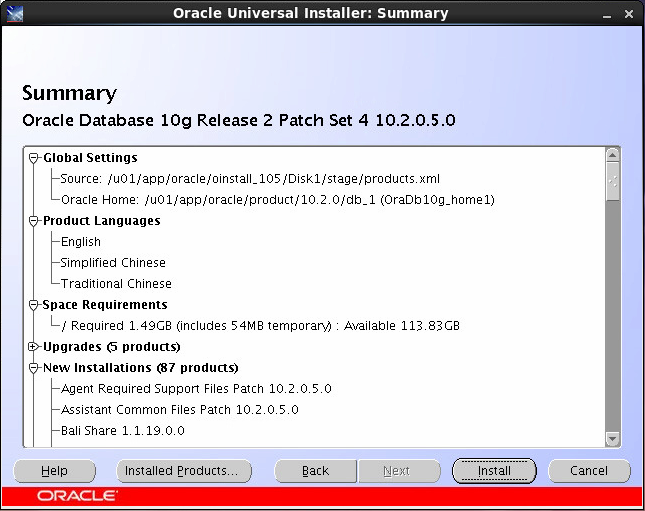 Oracle Universal Installer: Summary
Summary
Oracle Database 10g Release 2 Patch Set 4 10.2.0.5.0
Global Settings
Source: /u01/app/oracle/oinstall_105/Disk1/stage/products.xml
Oracle Home: /u01/app/oracle/product/10.2.0/db_1 (OraDb10g_home1)
Product Languages
English
Simplified Chinese
Traditional Chinese
Space Requirements
/ Required 1.49GB (includes 54MB temporary) : Available 113.83GB
Upgrades (5 products)
New Installations (87 products)
Agent Required Support Files Patch 10.2.0.5.0
Assistant Common Files Patch 10.2.0.5.0
Bali Share 1.1.19.0.0
Help Installed Products... Back Next Install Cancel
ORACLE